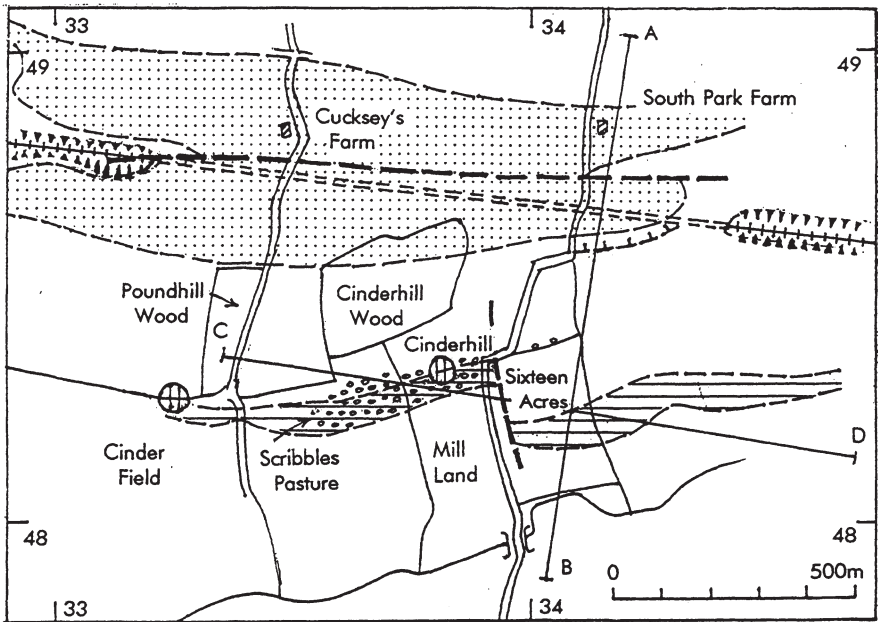 33
34
A
49
49
South Park Farm
Cucksey's
Farm
Poundhill
Wood
Cinderhill
Wood
C
Cinderhill
Sixteen
Acres
Cinder
Field
Scribbles
Pasture
Mill
Land
D
48
48
B
0
500m
33
34